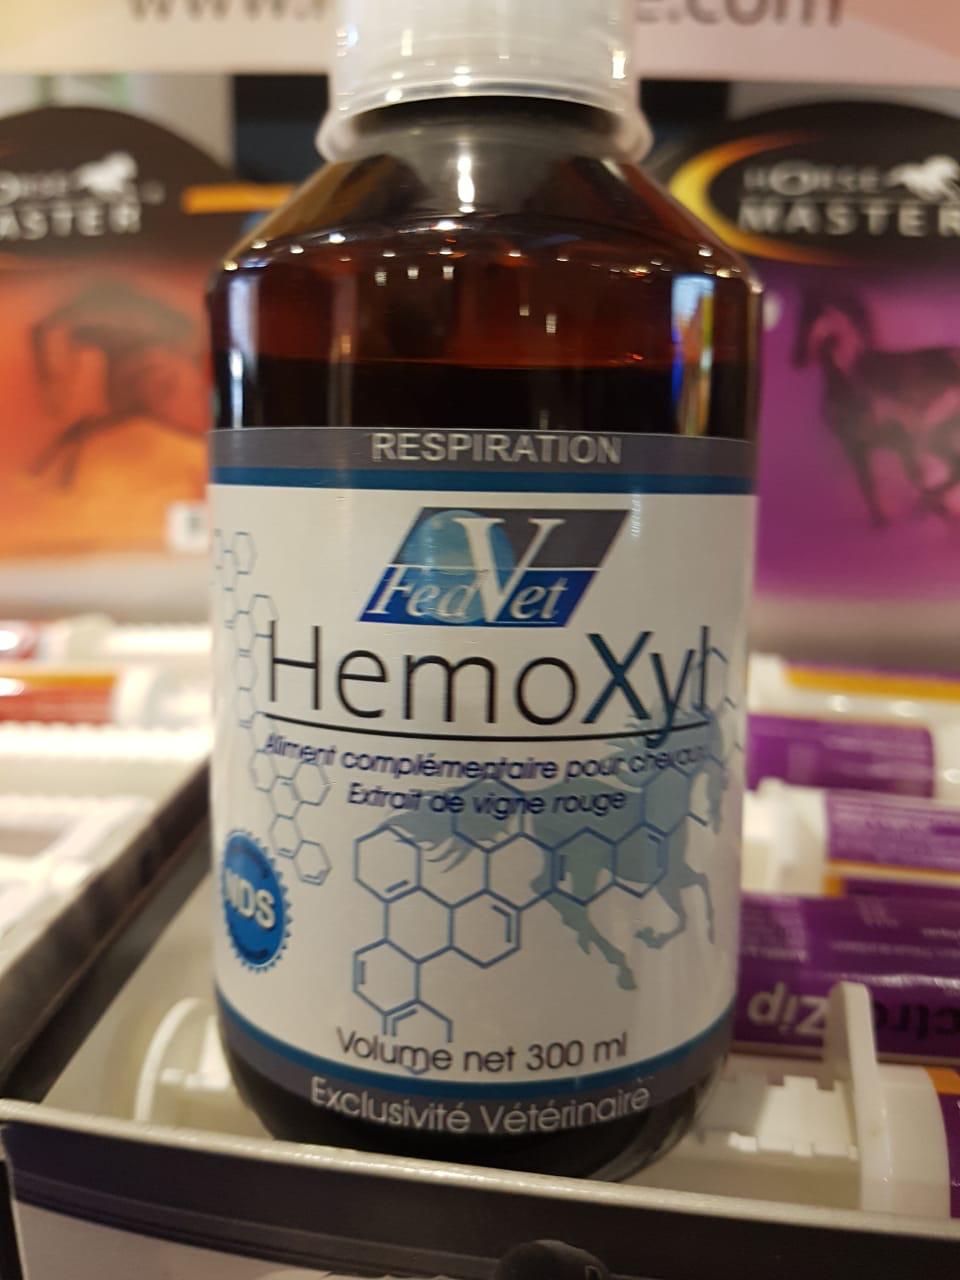 HORSE
MASTER
RESPIRATION
FedVet
HemoXyl
Aliment complémentaire pour chevaux
Extrait de vigne rouge
NDS
Volume net 300 ml
Exclusivité Vétérinaire